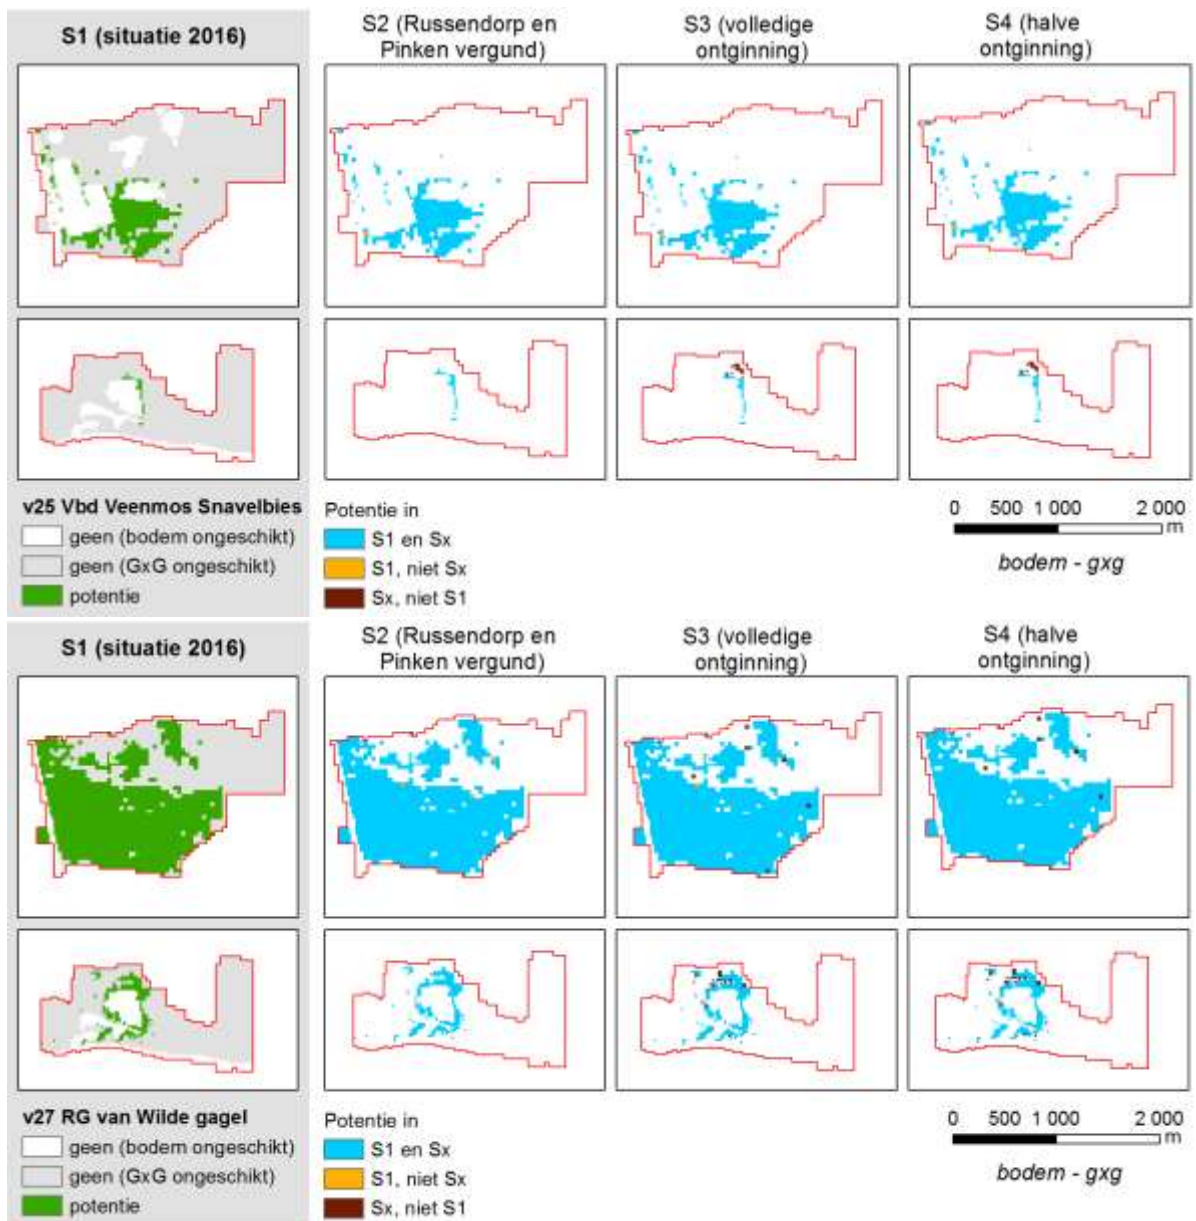 S1 (situatie 2016)
S2 (Russendorp en
Pinken vergund)
S3 (volledige
ontginning)
S4 (halve
ontginning)
v25 Vbd Veenmos Snavelbies
geen (bodem ongeschikt)
geen (GxG ongeschikt)
potentie
Potentie in
S1 en Sx
S1, niet Sx
Sx, niet S1
0 500 1 000 2 000
m
bodem - gxg
S1 (situatie 2016)
S2 (Russendorp en
Pinken vergund)
S3 (volledige
ontginning)
S4 (halve
ontginning)
v27 RG van Wilde gagel
geen (bodem ongeschikt)
geen (GxG ongeschikt)
potentie
Potentie in
S1 en Sx
S1, niet Sx
Sx, niet S1
0 500 1 000 2 000
m
bodem - gxg